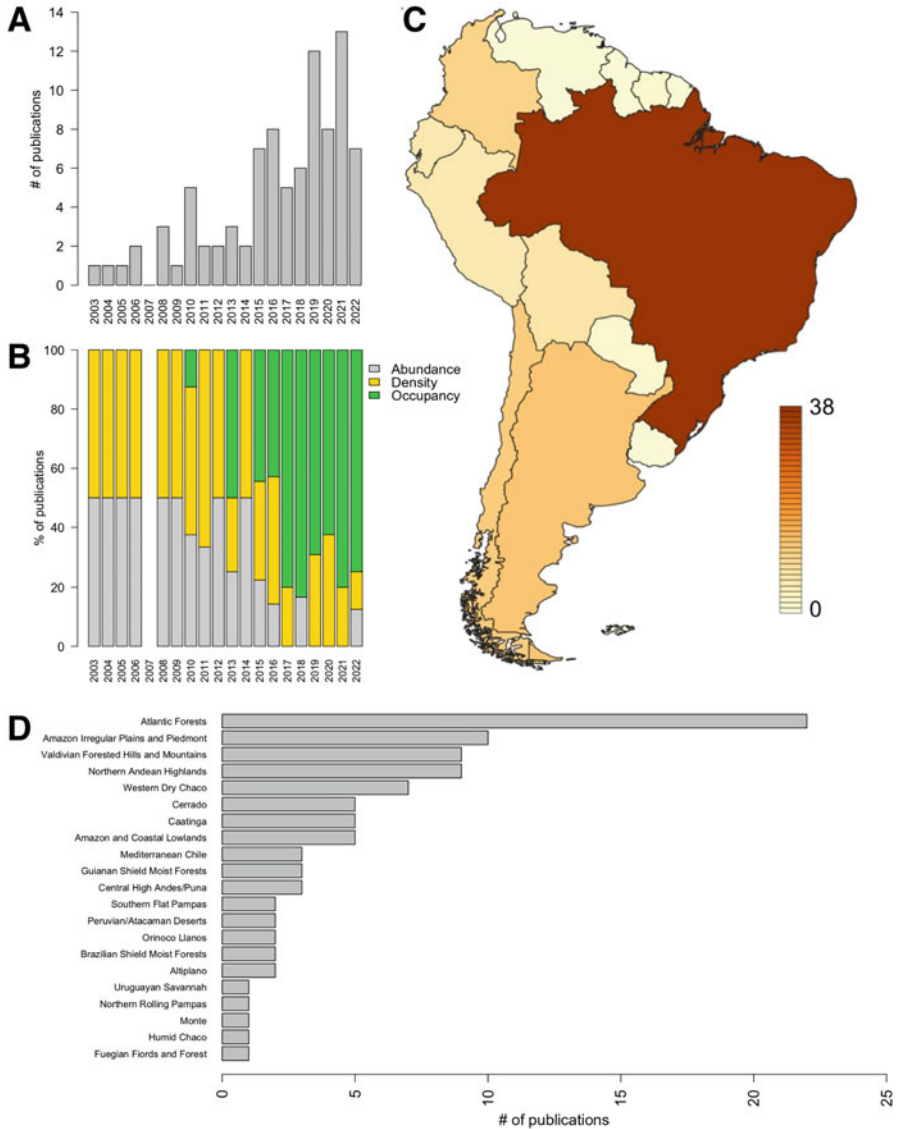 A
# of publications
14
12
10
8
6
4
2
0
2003
2004
2005
2006
2007
2008
2009
2010
2011
2012
2013
2014
2015
2016
2017
2018
2019
2020
2021
2022
B
% of publications
100
80
60
40
20
0
2003
2004
2005
2006
2007
2008
2009
2010
2011
2012
2013
2014
2015
2016
2017
2018
2019
2020
2021
2022
Abundance
Density
Occupancy
C
38
0
D
Atlantic Forests
Amazon Irregular Plains and Piedmont
Valdivian Forested Hills and Mountains
Northern Andean Highlands
Western Dry Chaco
Cerrado
Caatinga
Amazon and Coastal Lowlands
Mediterranean Chile
Guianan Shield Moist Forests
Central High Andes/Puna
Southern Flat Pampas
Peruvian/Atacaman Deserts
Orinoco Llanos
Brazilian Shield Moist Forests
Altiplano
Uruguayan Savannah
Northern Rolling Pampas
Monte
Humid Chaco
Fuegian Fiords and Forest
0
5
10
15
20
25
# of publications